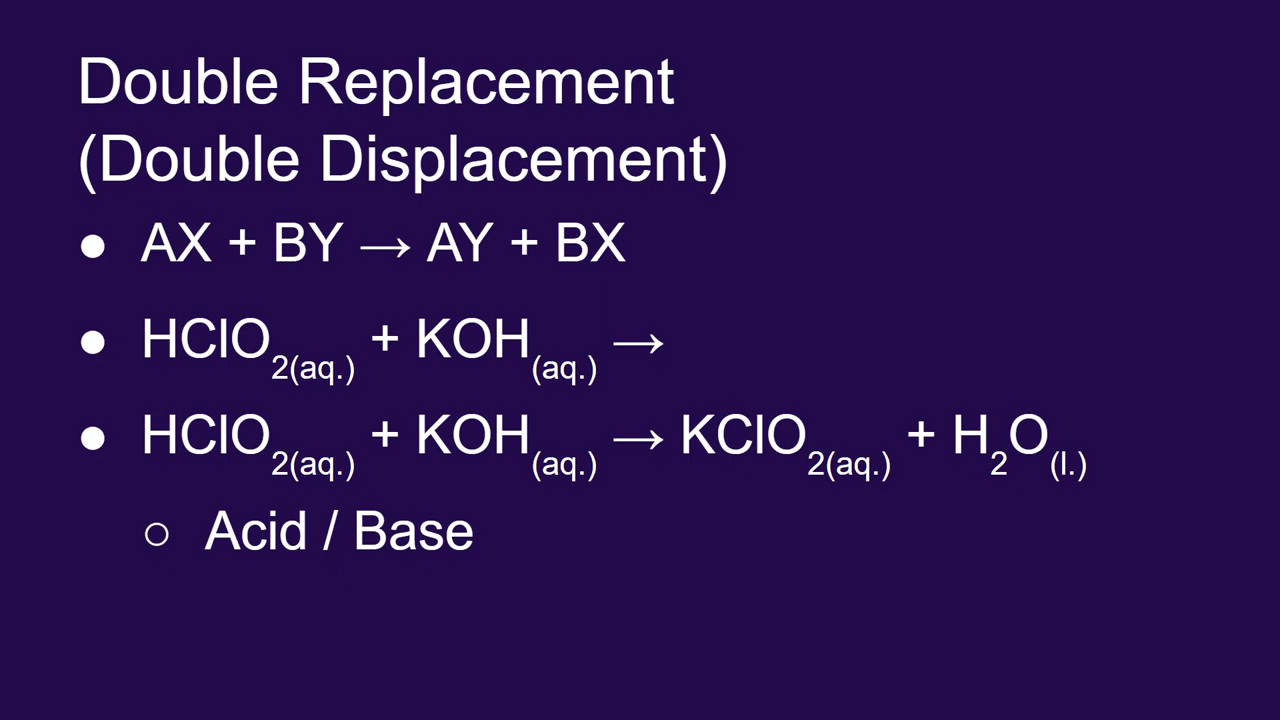 Double Replacement
(Double Displacement)
● AX + BY → AY + BX
● HClO2(aq.) + KOH(aq.) →
● HClO2(aq.) + KOH(aq.) → KClO2(aq.) + H2O(l.)
○ Acid / Base